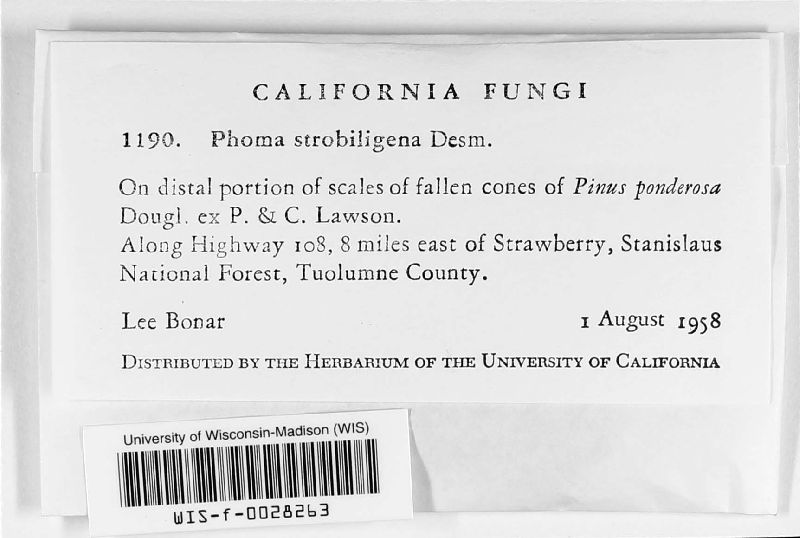 CALIFORNIA FUNGI
1190. Phoma strobiligena Desm.
On distal portion of scales of fallen cones of Pinus ponderosa
Dougl. ex P. & C. Lawson.
Along Highway 108, 8 miles east of Strawberry, Stanislaus
National Forest, Tuolumne County.
Lee Bonar 1 August 1958
DISTRIBUTED BY THE HERBARIUM OF THE UNIVERSITY OF CALIFORNIA
University of Wisconsin-Madison (WIS)
WIS-f-0028263